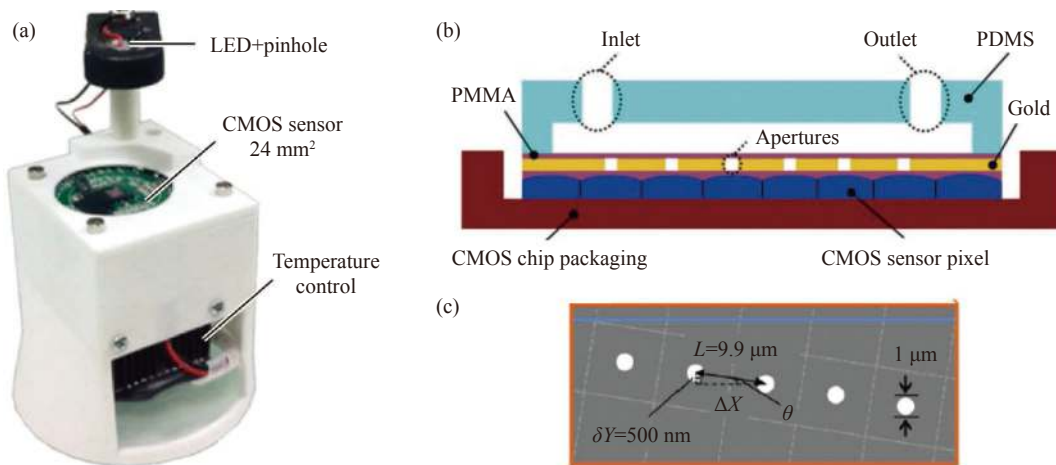 (a)
LED+pinhole
CMOS sensor
24 mm²
Temperature
control
(b)
Inlet
Outlet
PDMS
PMMA
Apertures
Gold
CMOS chip packaging
CMOS sensor pixel
(c)
L=9.9 μm
1 μm
ΔX
θ
δY=500 nm